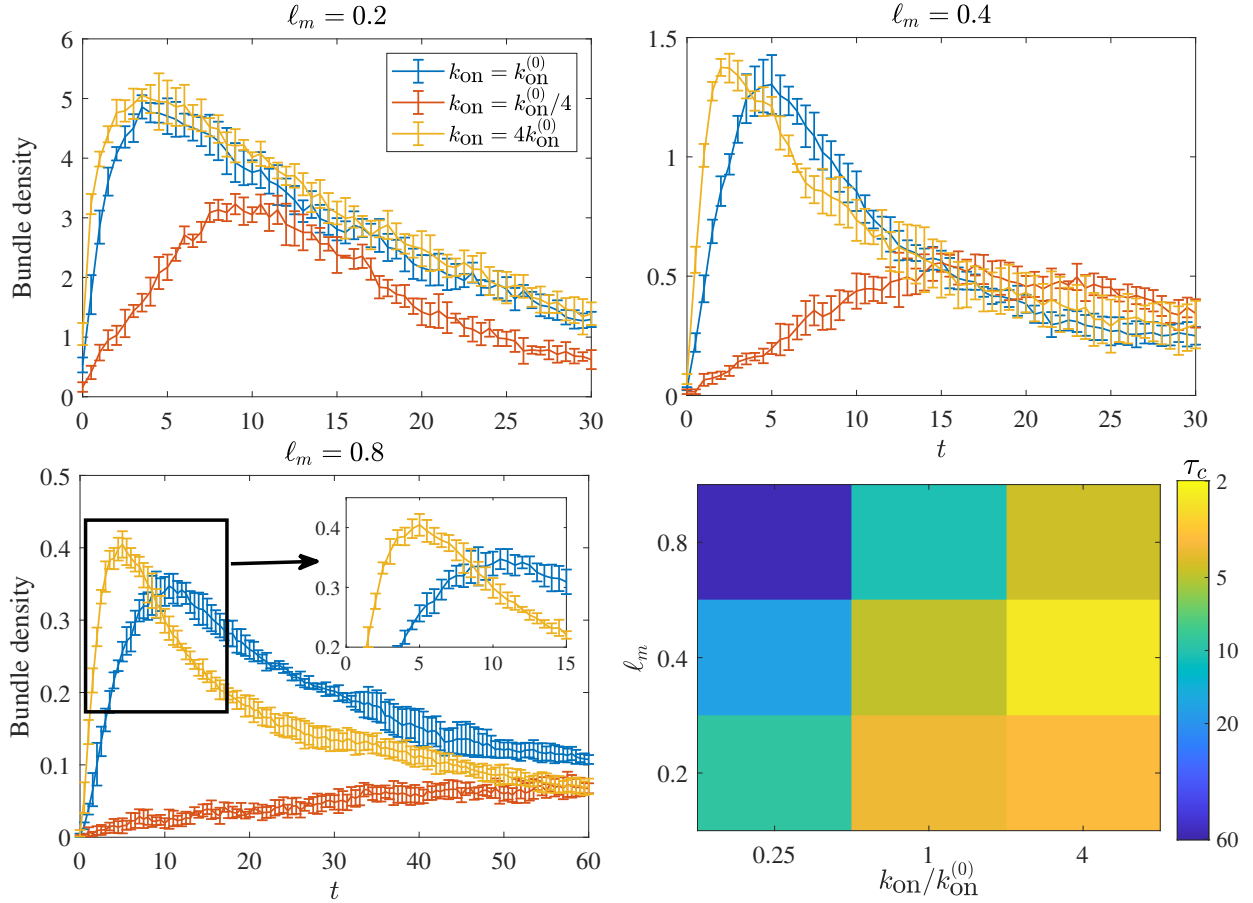 ℓₘ = 0.2
Bundle density
6
5
4
3
2
1
0
0 5 10 15 20 25 30
k_on = k_on^(0)
k_on = k_on^(0)/4
k_on = 4k_on^(0)
ℓₘ = 0.4
1.5
1
0.5
0
0 5 10 15 20 25 30
t
ℓₘ = 0.8
Bundle density
0.5
0.4
0.3
0.2
0.1
0
0 10 20 30 40 50 60
t
0.4
0.3
0.2
0 5 10 15
ℓₘ
0.8
0.4
0.2
0.25 1 4
k_on/k_on^(0)
τ_c
2
5
10
20
60